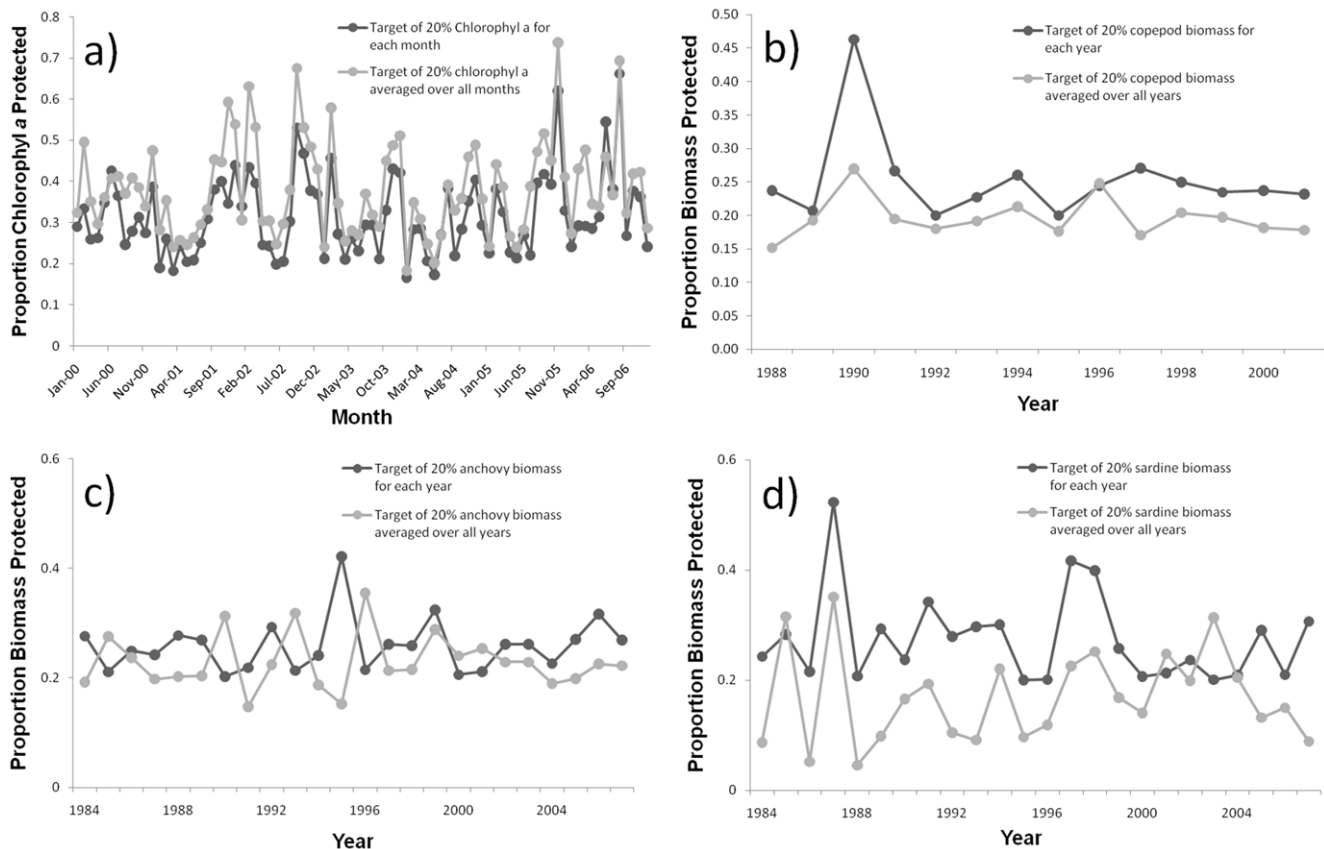 a)
Target of 20% Chlorophyll a for
each month
Target of 20% chlorophyll a
averaged over all months
Proportion Chlorophyll a Protected
0.8
0.7
0.6
0.5
0.4
0.3
0.2
0.1
0
Jan-00
Jun-00
Nov-00
Apr-01
Sep-01
Feb-02
Jul-02
Dec-02
May-03
Oct-03
Mar-04
Aug-04
Jan-05
Jun-05
Nov-05
Apr-06
Sep-06
Month
b)
Target of 20% copepod biomass for
each year
Target of 20% copepod biomass
averaged over all years
Proportion Biomass Protected
0.50
0.45
0.40
0.35
0.30
0.25
0.20
0.15
0.10
0.05
0.00
1988
1990
1992
1994
1996
1998
2000
Year
c)
Target of 20% anchovy biomass
for each year
Target of 20% anchovy biomass
averaged over all years
Proportion Biomass Protected
0.6
0.4
0.2
0
1984
1988
1992
1996
2000
2004
Year
d)
Target of 20% sardine biomass
for each year
Target of 20% sardine biomass
averaged over all years
Proportion Biomass Protected
0.6
0.4
0.2
0
1984
1988
1992
1996
2000
2004
Year